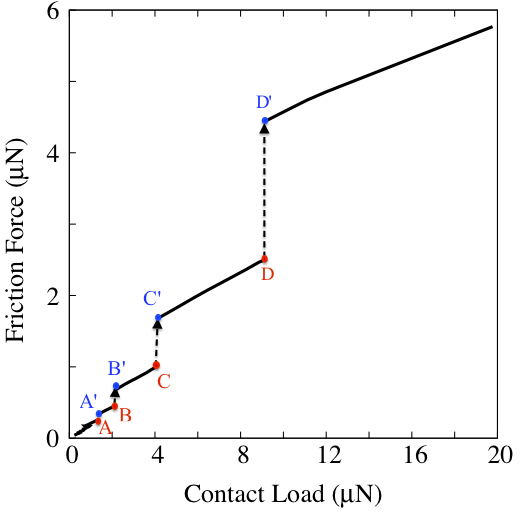 6
4
2
0
Friction Force (μN)
D'
D
C'
C
B'
B
A'
A
0 4 8 12 16 20
Contact Load (μN)